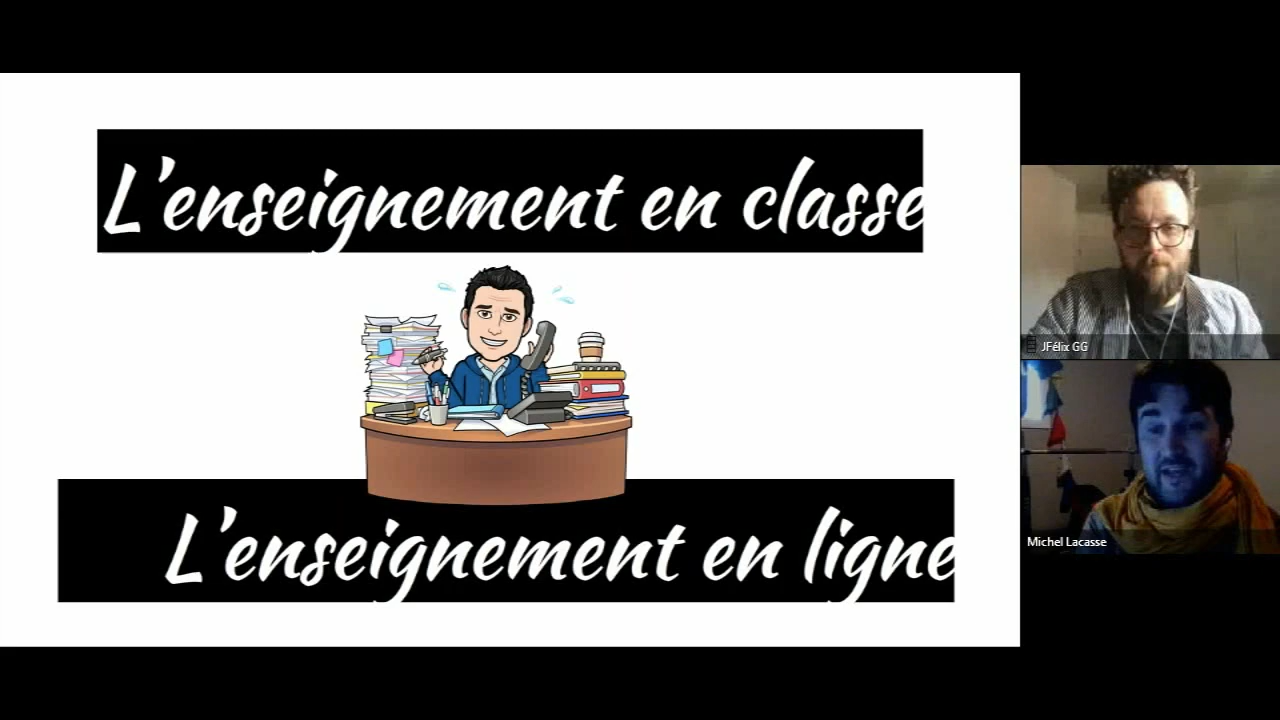 L'enseignement en classe
L'enseignement en ligne
JFélix GG
Michel Lacasse